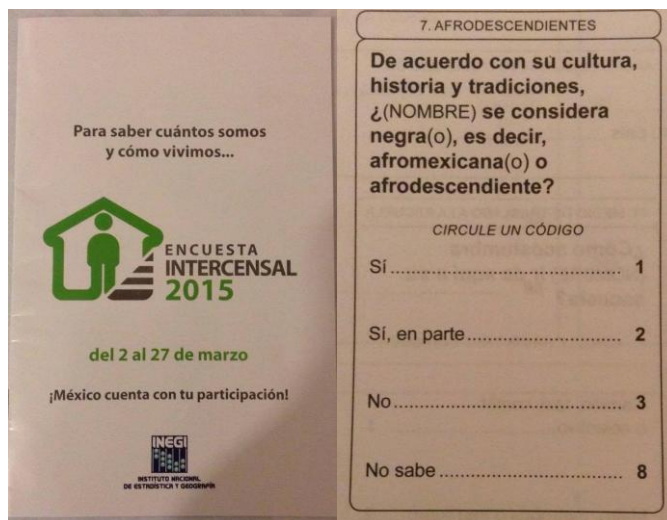 Para saber cuántos somos
y cómo vivimos...
ENCUESTA
INTERCENSAL
2015
del 2 al 27 de marzo
¡México cuenta con tu participación!
INEGI
INSTITUTO NACIONAL
DE ESTADÍSTICA Y GEOGRAFÍA
7. AFRODESCENDIENTES
De acuerdo con su cultura,
historia y tradiciones,
¿(NOMBRE) se considera
negra(o), es decir,
afromexicana(o) o
afrodescendiente?
CIRCULE UN CÓDIGO
Sí.......................................... 1
Sí, en parte............................ 2
No.......................................... 3
No sabe................................. 8